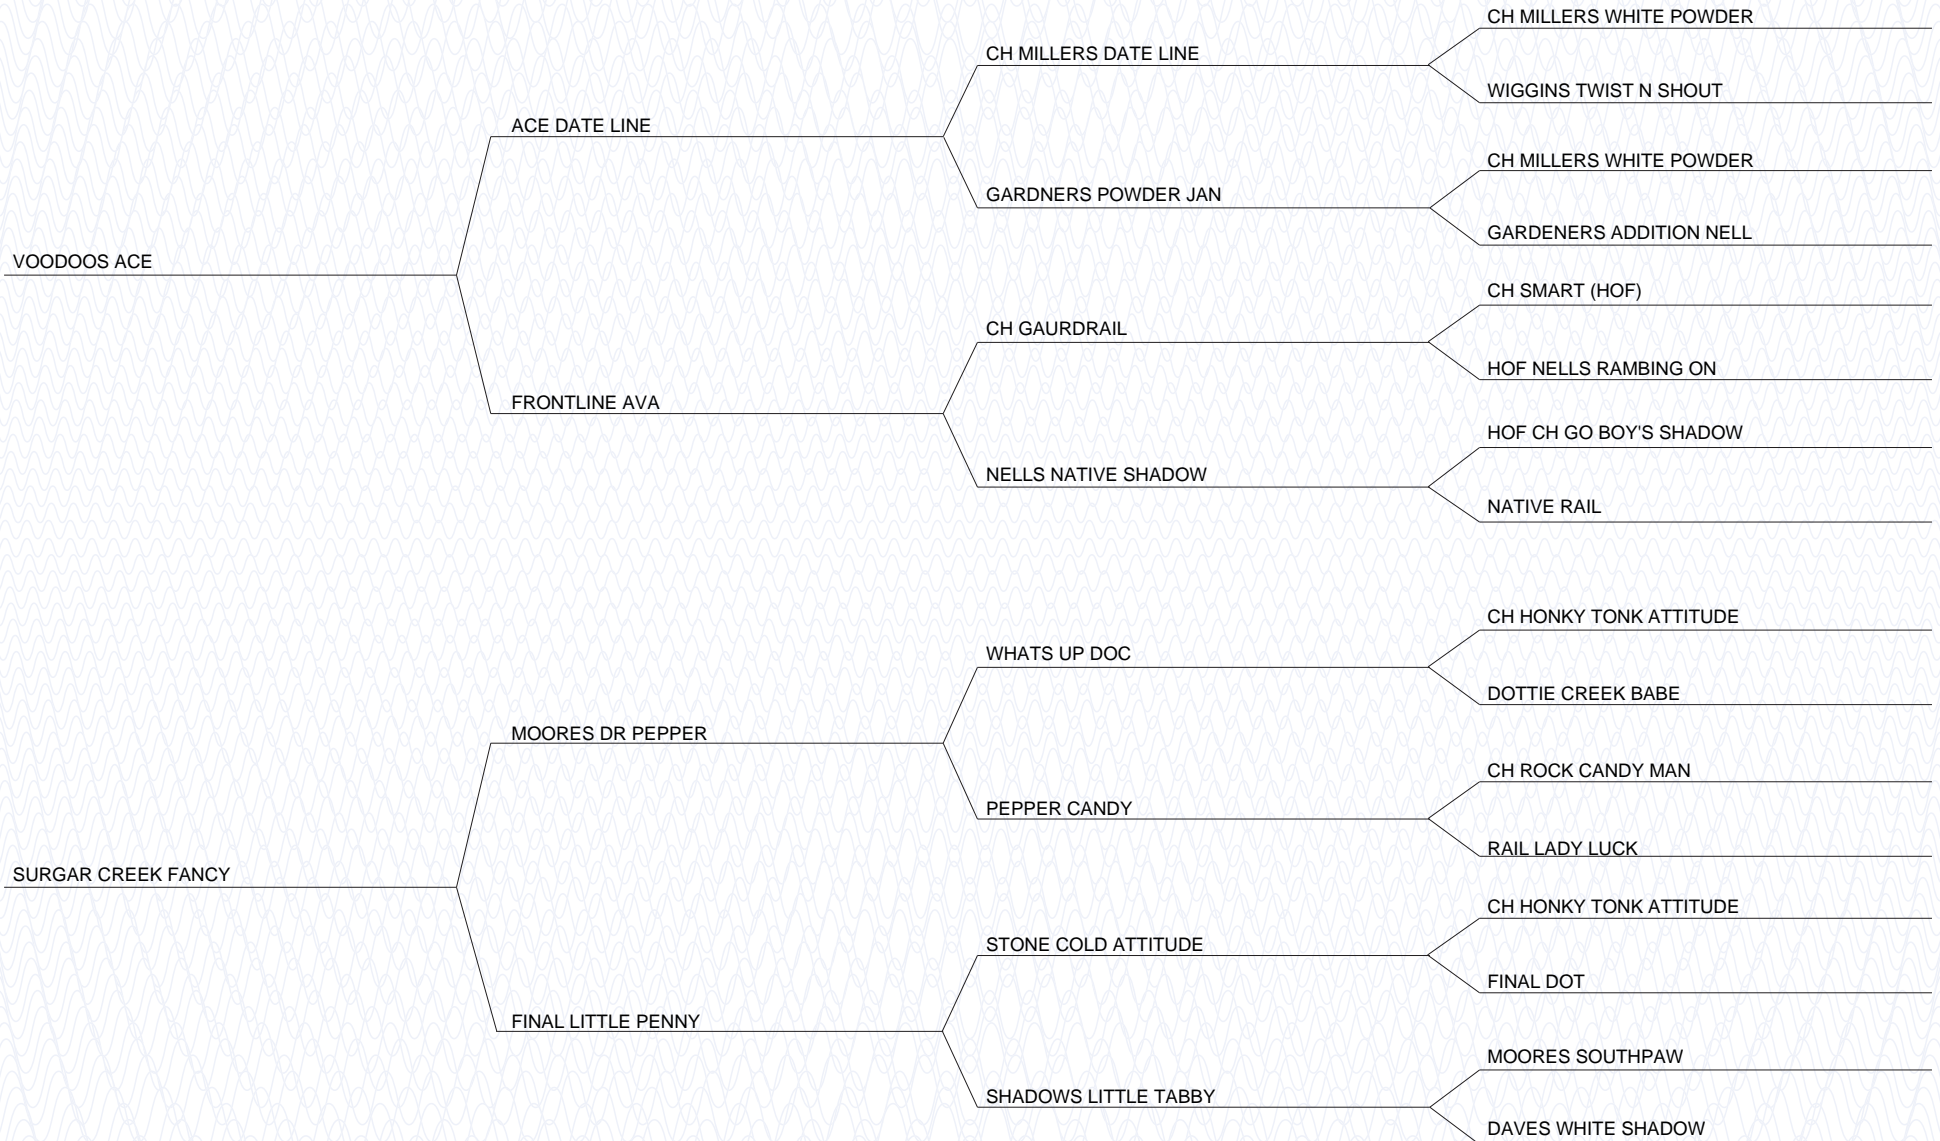 CH MILLERS WHITE POWDER
CH MILLERS DATE LINE
WIGGINS TWIST N SHOUT
ACE DATE LINE
CH MILLERS WHITE POWDER
GARDNERS POWDER JAN
GARDENERS ADDITION NELL
VOODOOS ACE
CH SMART (HOF)
CH GAURDRAIL
HOF NELLS RAMBING ON
FRONTLINE AVA
HOF CH GO BOY'S SHADOW
NELLS NATIVE SHADOW
NATIVE RAIL
CH HONKY TONK ATTITUDE
WHATS UP DOC
DOTTIE CREEK BABE
MOORES DR PEPPER
CH ROCK CANDY MAN
PEPPER CANDY
RAIL LADY LUCK
SURGAR CREEK FANCY
CH HONKY TONK ATTITUDE
STONE COLD ATTITUDE
FINAL DOT
FINAL LITTLE PENNY
MOORES SOUTHPAW
SHADOWS LITTLE TABBY
DAVES WHITE SHADOW